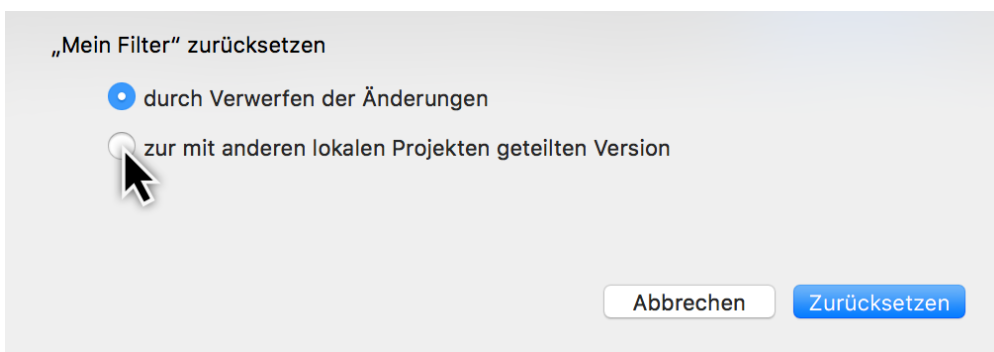 „Mein Filter“ zurücksetzen
durch Verwerfen der Änderungen
zur mit anderen lokalen Projekten geteilten Version
Abbrechen Zurücksetzen